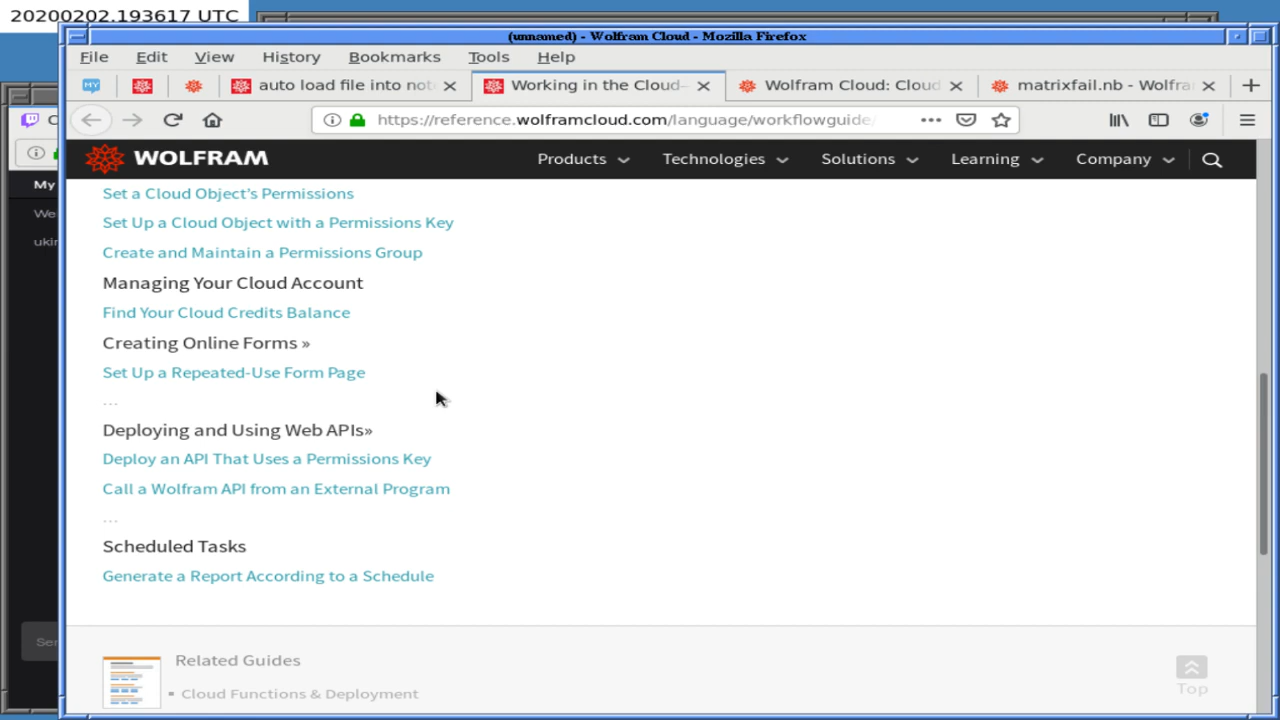 20200202.193617 UTC
(unnamed) - Wolfram Cloud - Mozilla Firefox
File Edit View History Bookmarks Tools Help
MY auto load file into not Working in the Cloud- Wolfram Cloud: Cloud matrixfail.nb - Wolfra
https://reference.wolframcloud.com/language/workflowguide/
WOLFRAM Products Technologies Solutions Learning Company
My
We
ukir
Set a Cloud Object's Permissions
Set Up a Cloud Object with a Permissions Key
Create and Maintain a Permissions Group
Managing Your Cloud Account
Find Your Cloud Credits Balance
Creating Online Forms »
Set Up a Repeated-Use Form Page
...
Deploying and Using Web APIs»
Deploy an API That Uses a Permissions Key
Call a Wolfram API from an External Program
...
Scheduled Tasks
Generate a Report According to a Schedule
Ser
Related Guides
▪ Cloud Functions & Deployment
Top